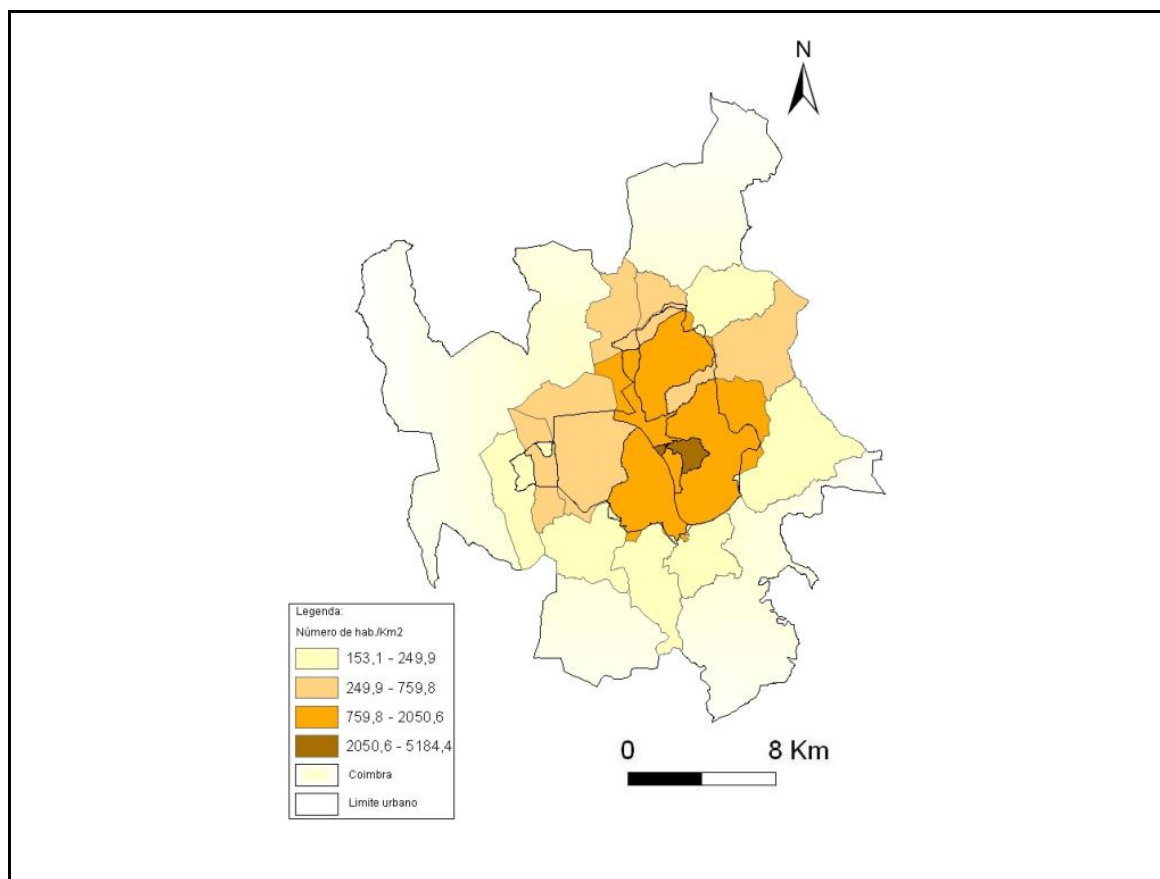 N
Legenda:
Número de hab./Km2
153,1 - 249,9
249,9 - 759,8
759,8 - 2050,6
2050,6 - 5184,4
Coimbra
Limite urbano
0 8 Km